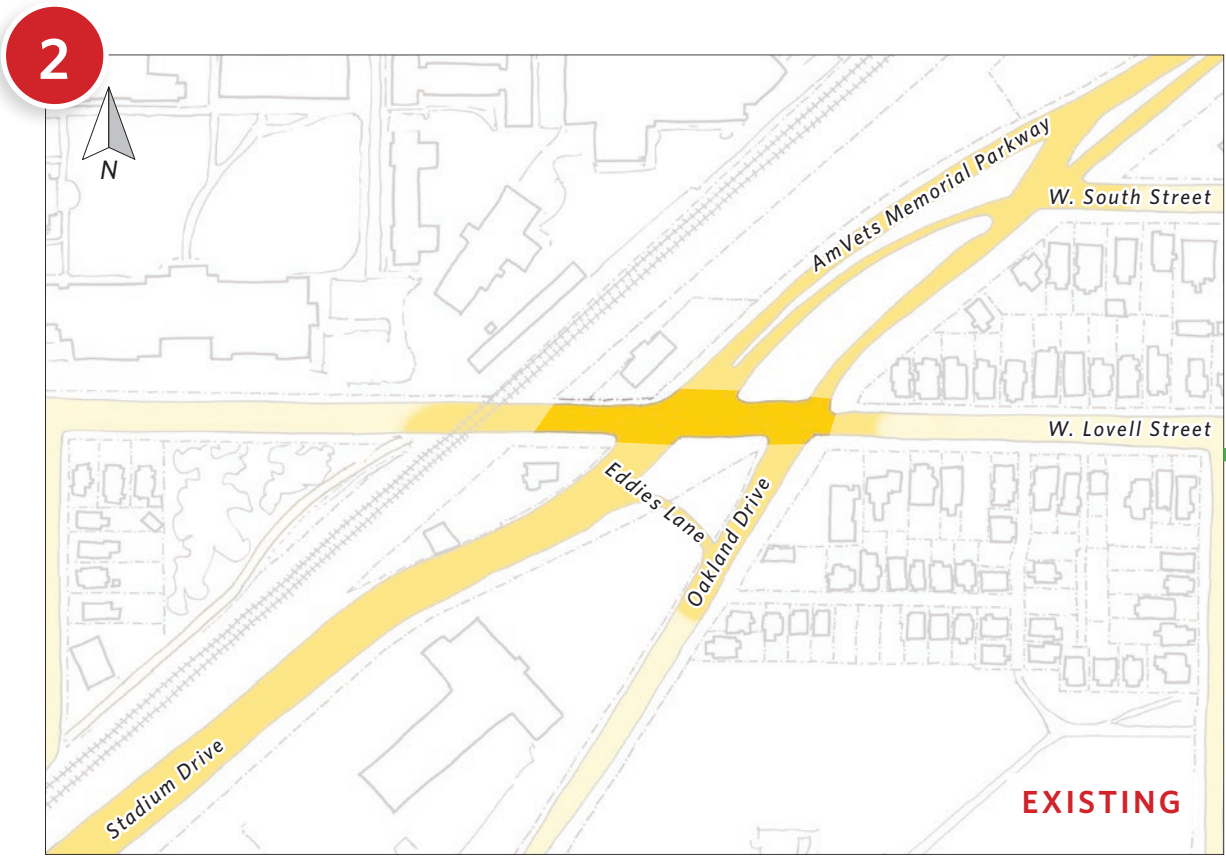 2
N
AmVets Memorial Parkway
W. South Street
W. Lovell Street
Eddies Lane
Oakland Drive
Stadium Drive
EXISTING